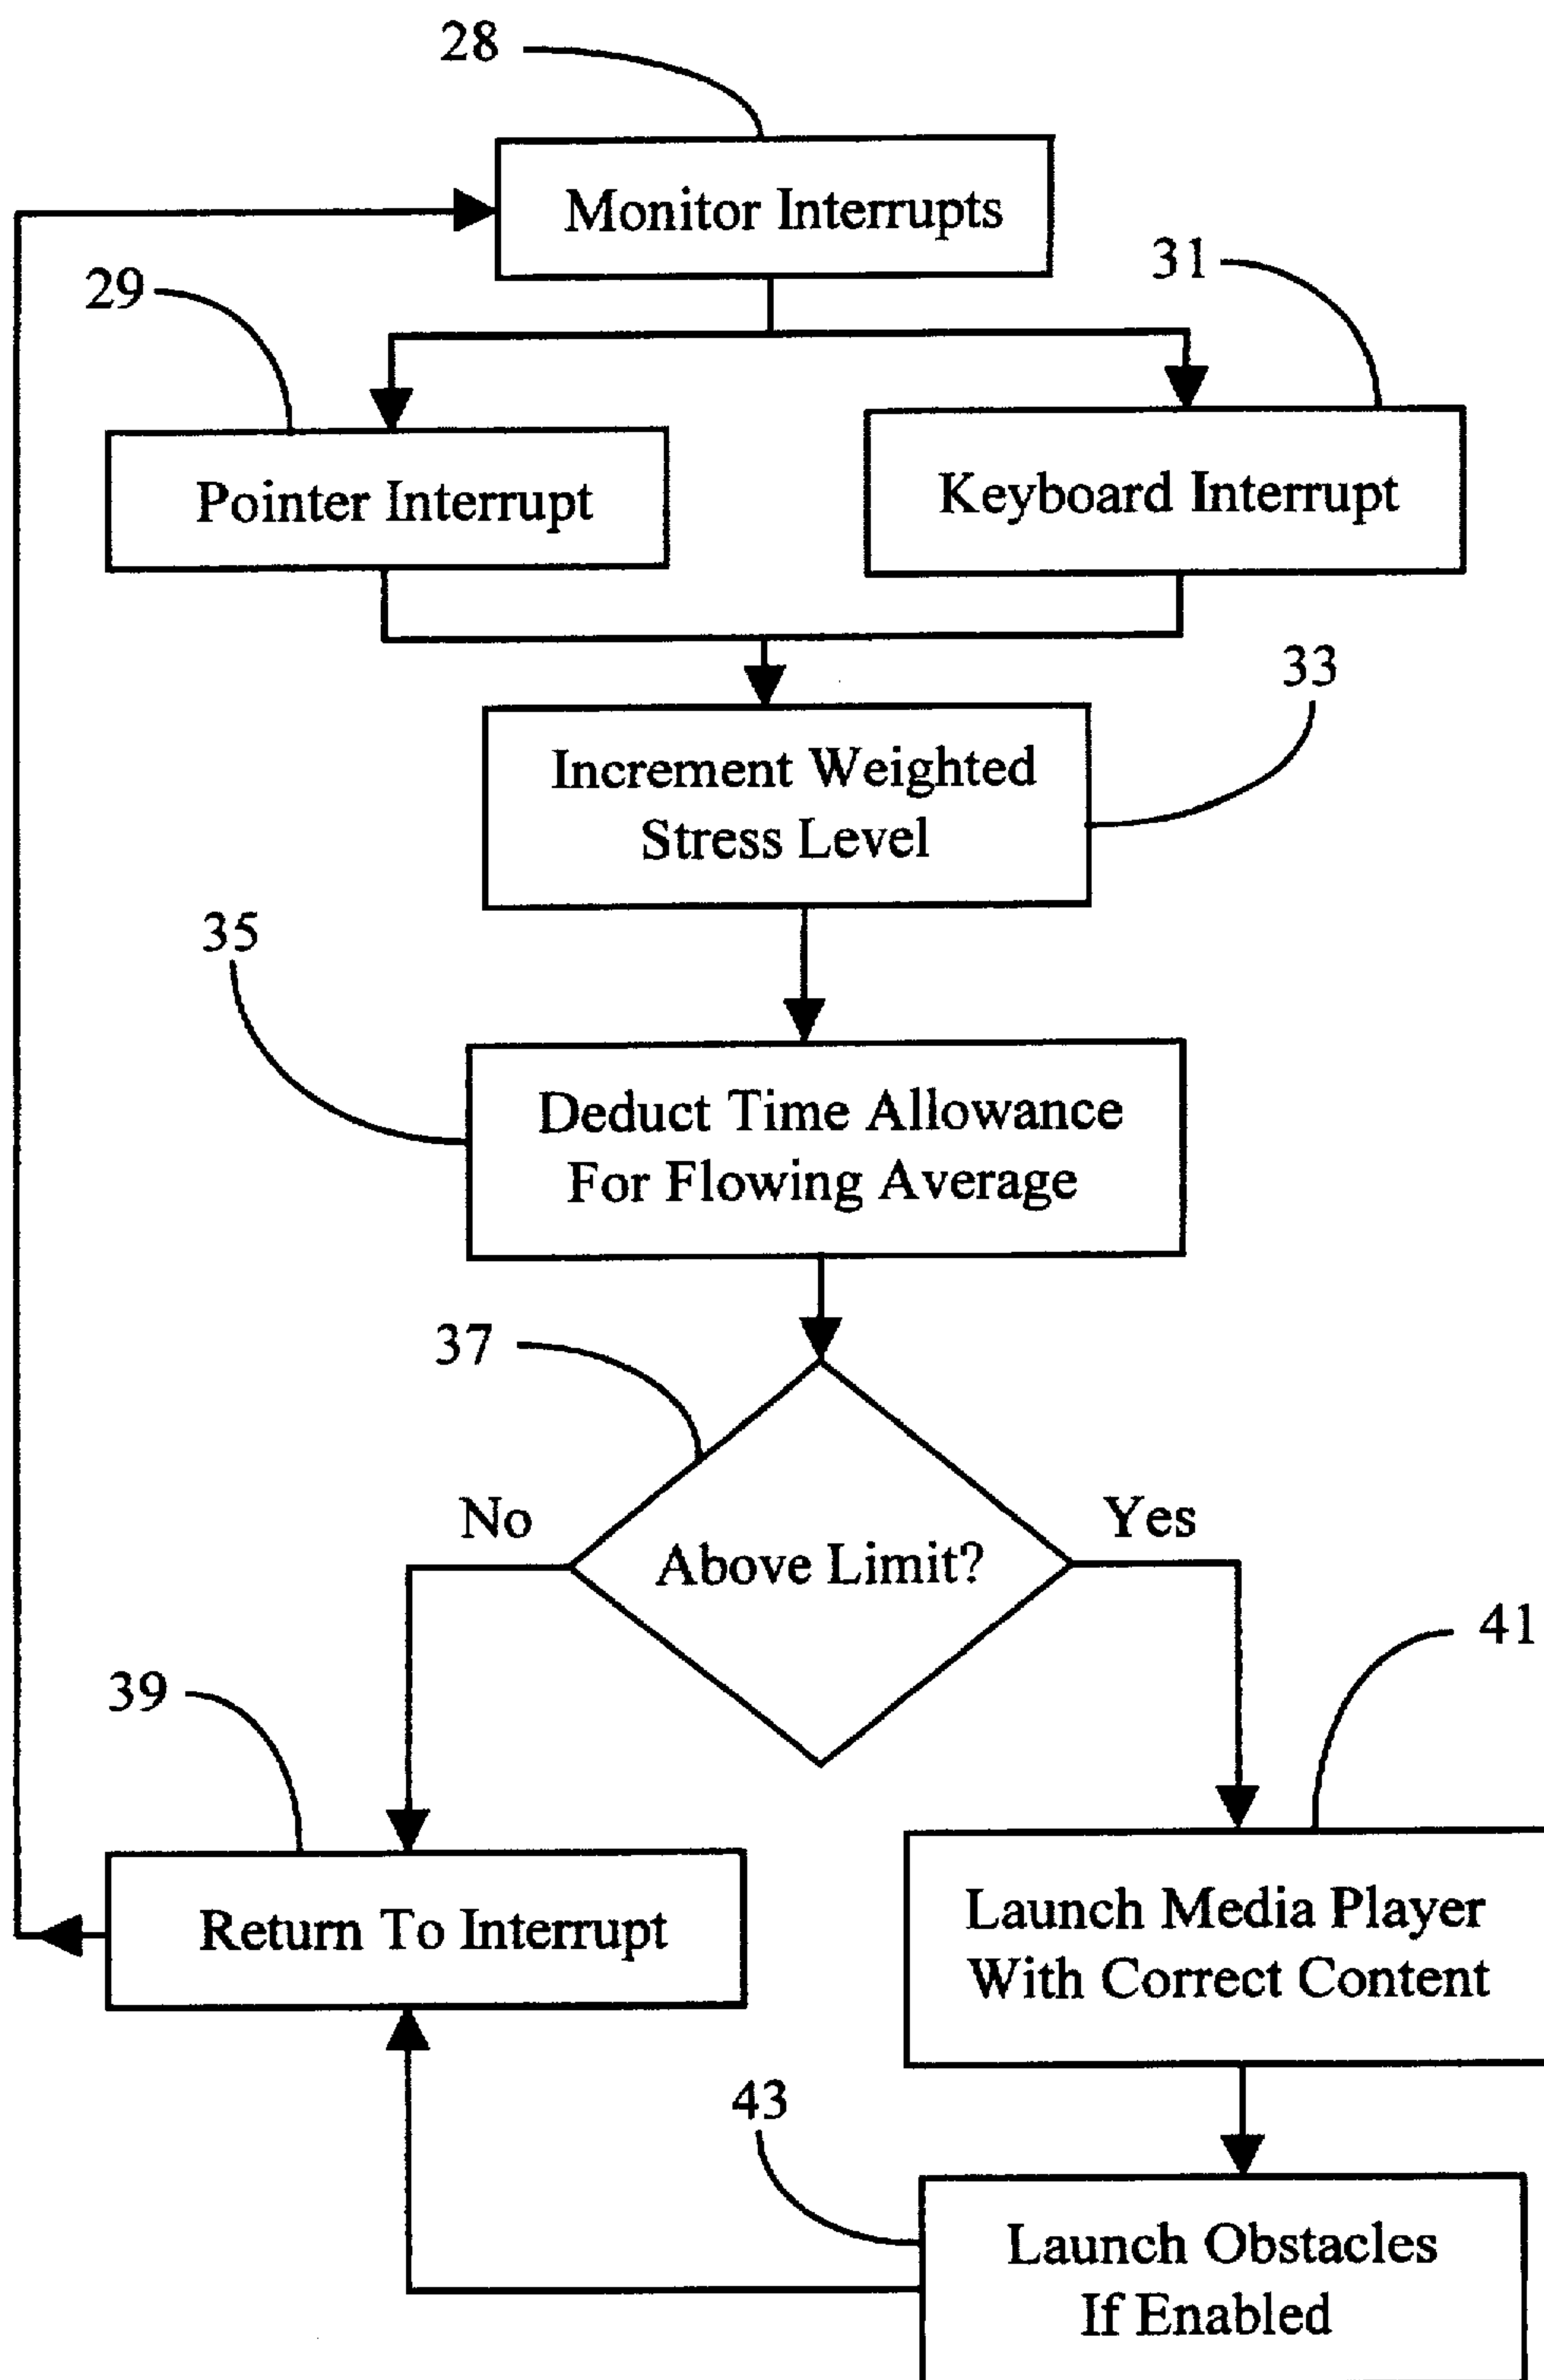 28
Monitor Interrupts
29
31
Pointer Interrupt
Keyboard Interrupt
33
Increment Weighted
Stress Level
35
Deduct Time Allowance
For Flowing Average
37
No
Yes
Above Limit?
39
41
Return To Interrupt
Launch Media Player
With Correct Content
43
Launch Obstacles
If Enabled